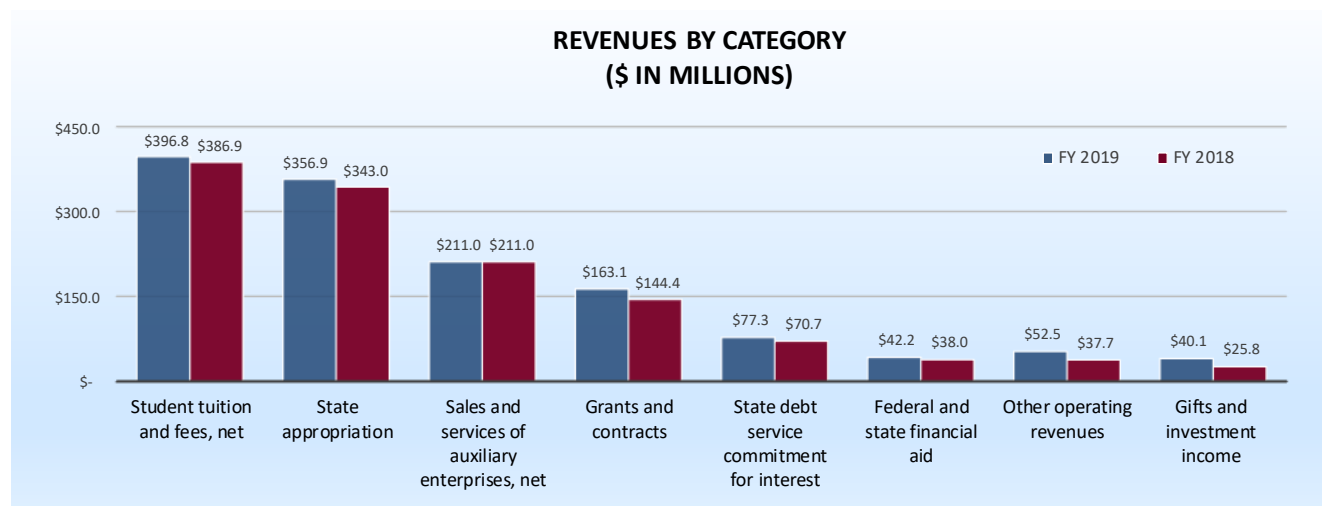 REVENUES BY CATEGORY
($ IN MILLIONS)
$450.0
$300.0
$150.0
$-
FY 2019
FY 2018
$396.8
$386.9
$356.9
$343.0
$211.0
$211.0
$163.1
$144.4
$77.3
$70.7
$42.2
$38.0
$52.5
$37.7
$40.1
$25.8
Student tuition
and fees, net
State
appropriation
Sales and
services of
auxiliary
enterprises, net
Grants and
contracts
State debt
service
commitment
for interest
Federal and
state financial
aid
Other operating
revenues
Gifts and
investment
income